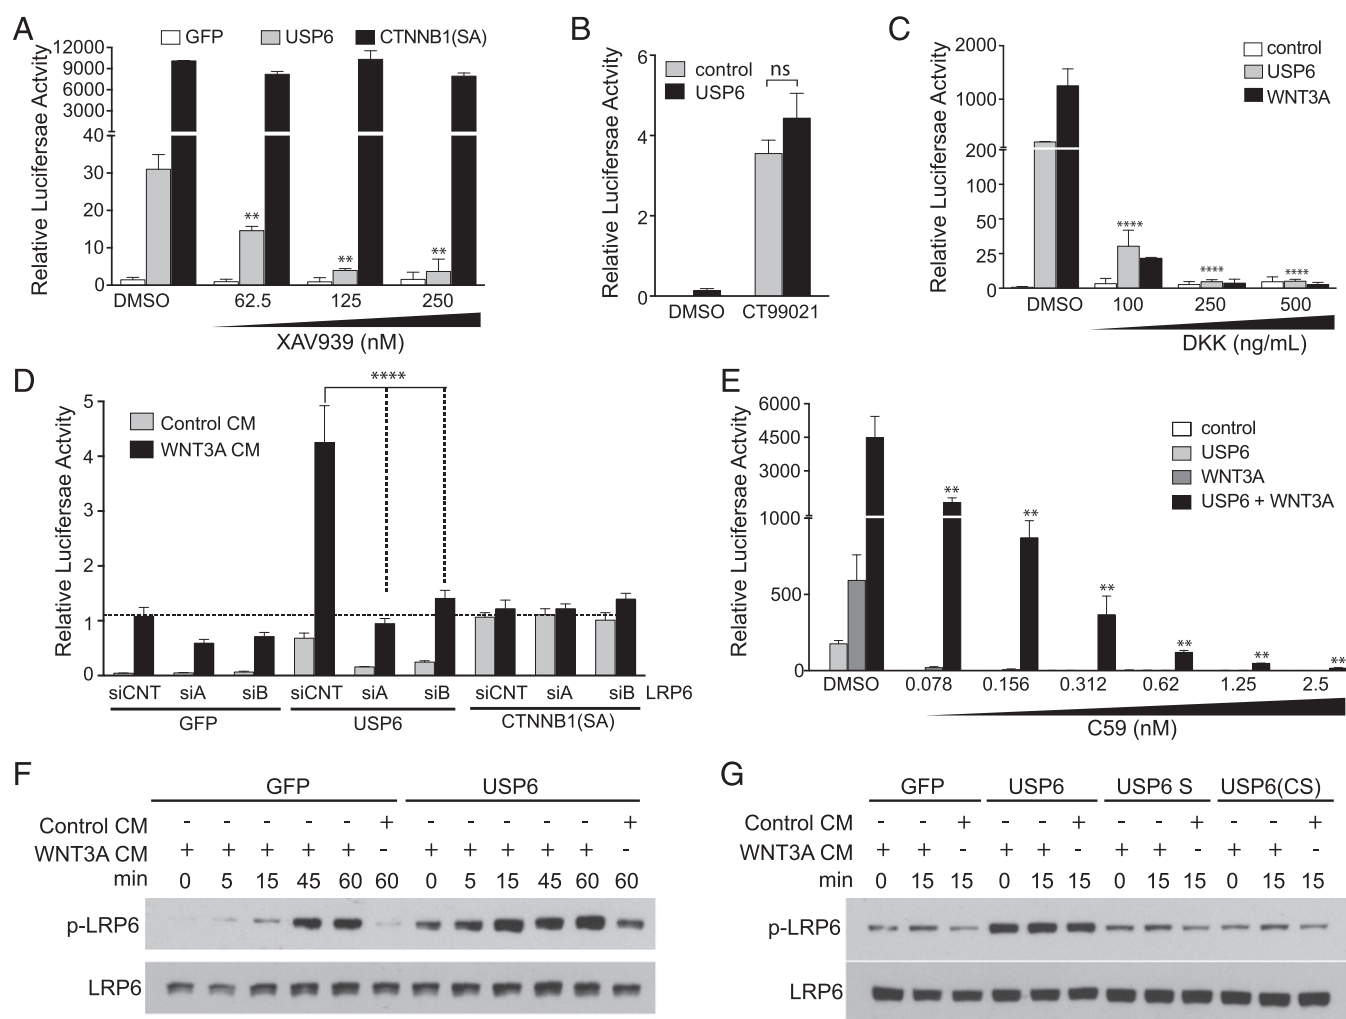 A
GFP USP6 CTNNB1(SA)
Relative Lucifersae Actvity
12000
9000
6000
3000
40
30
20
10
0
** ** **
DMSO 62.5 125 250
XAV939 (nM)
B
Relative Lucifersae Actvity
6
4
2
0
control
USP6
ns
DMSO CT99021
C
Relative Luciferase Actvity
2000
1000
200
100
50
25
0
control
USP6
WNT3A
**** **** ****
DMSO 100 250 500
DKK (ng/mL)
D
Relative Luciferase Actvity
5
4
3
2
1
0
Control CM
WNT3A CM
****
siCNT siA siB siCNT siA siB siCNT siA siB LRP6
GFP USP6 CTNNB1(SA)
E
Relative Lucifersae Activity
6000
4500
3000
1000
500
0
control
USP6
WNT3A
USP6 + WNT3A
** ** ** ** ** **
DMSO 0.078 0.156 0.312 0.62 1.25 2.5
C59 (nM)
F
GFP USP6
Control CM - - - - - + - - - - - +
WNT3A CM + + + + + - + + + + + -
min 0 5 15 45 60 60 0 5 15 45 60 60
p-LRP6
LRP6
G
GFP USP6 USP6 S USP6(CS)
Control CM - - + - - + - - + - - +
WNT3A CM + + - + + - + + - + + -
min 0 15 15 0 15 15 0 15 15 0 15 15
p-LRP6
LRP6